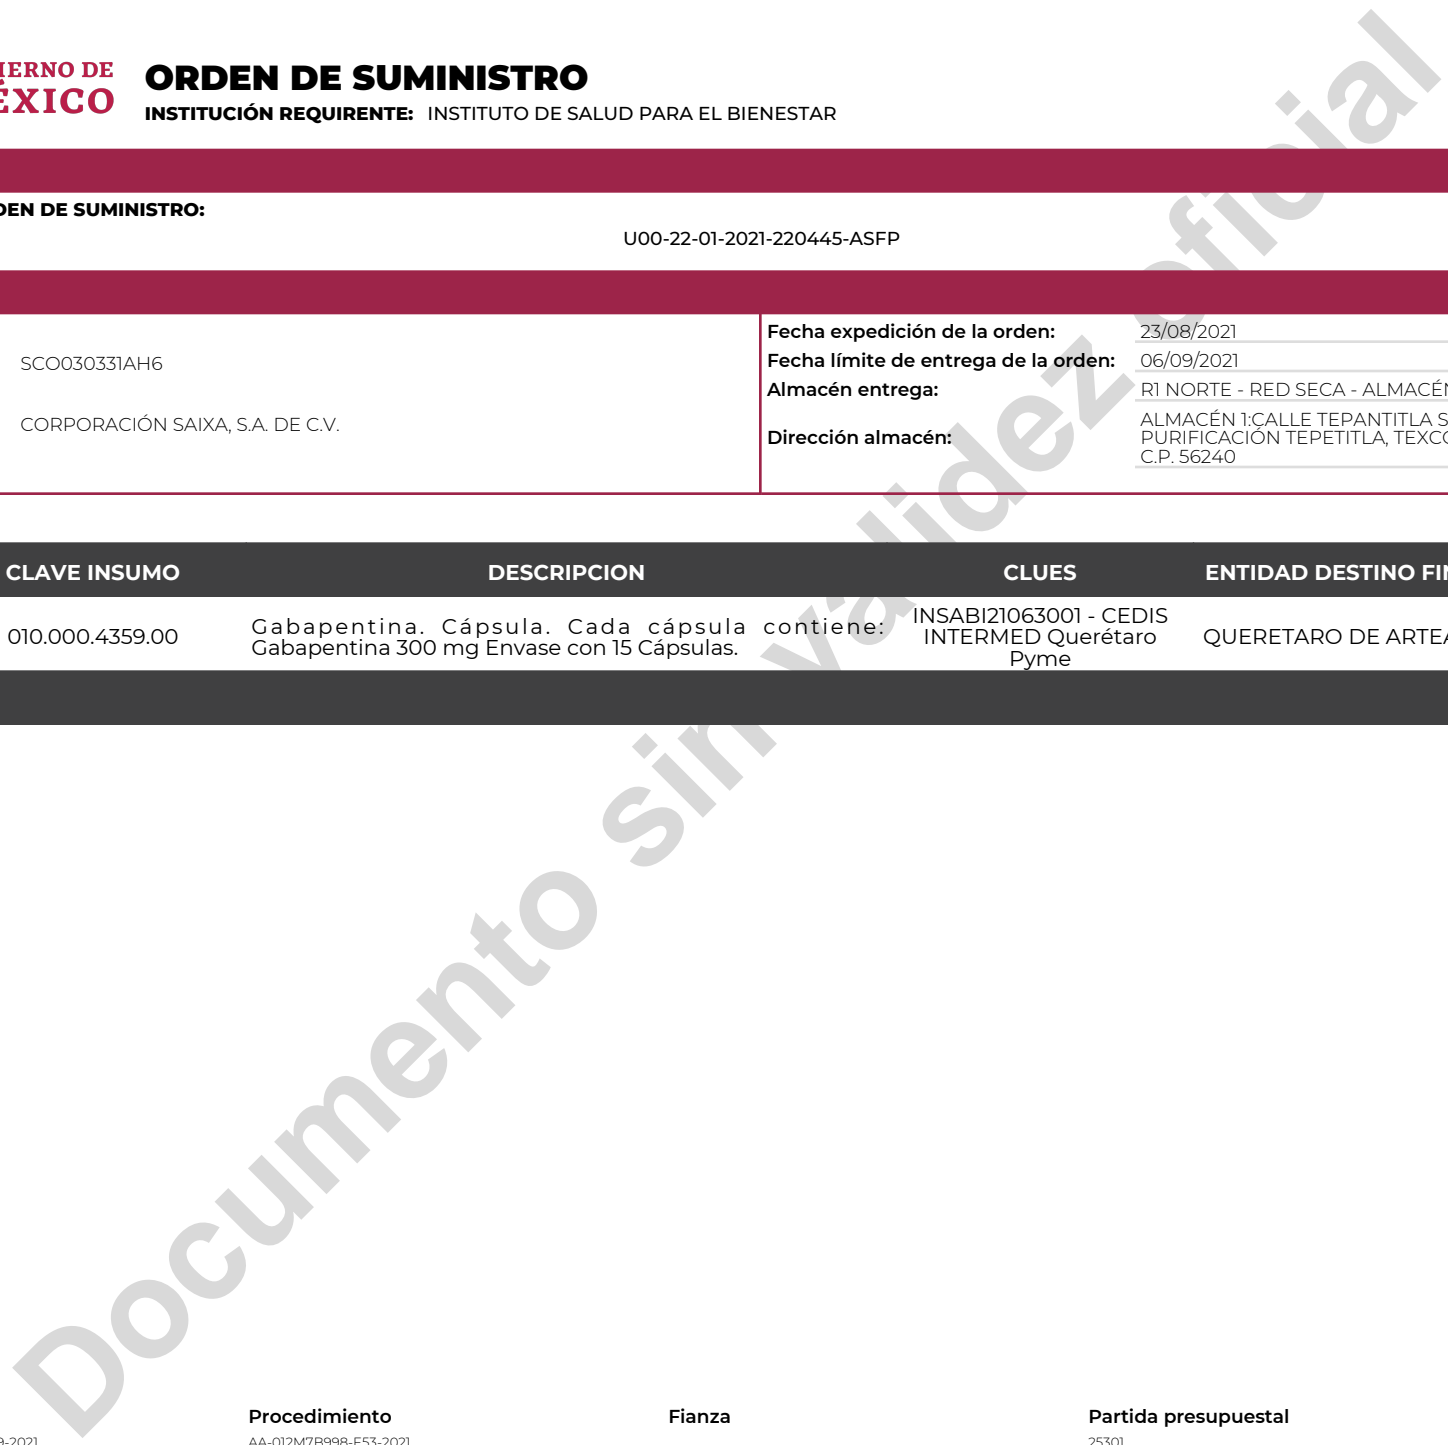 IERNO DE
ÉXICO
ORDEN DE SUMINISTRO
INSTITUCIÓN REQUIRENTE: INSTITUTO DE SALUD PARA EL BIENESTAR
DEN DE SUMINISTRO:
U00-22-01-2021-220445-ASFP
SCO030331AH6
CORPORACIÓN SAIXA, S.A. DE C.V.
Fecha expedición de la orden: 23/08/2021
Fecha límite de entrega de la orden: 06/09/2021
Almacén entrega: R1 NORTE - RED SECA - ALMACÉN
Dirección almacén: ALMACÉN 1:CALLE TEPANTITLA S
PURIFICACIÓN TEPETITLA, TEXCO
C.P. 56240
CLAVE INSUMO DESCRIPCION CLUES ENTIDAD DESTINO FIN
010.000.4359.00
Gabapentina. Cápsula. Cada cápsula contiene:
Gabapentina 300 mg Envase con 15 Cápsulas.
INSABI21063001 - CEDIS
INTERMED Querétaro
Pyme
QUERETARO DE ARTEA
Documento sin validez oficial
Procedimiento Fianza Partida presupuestal
9-2021 AA-012M7B998-E53-2021 25301